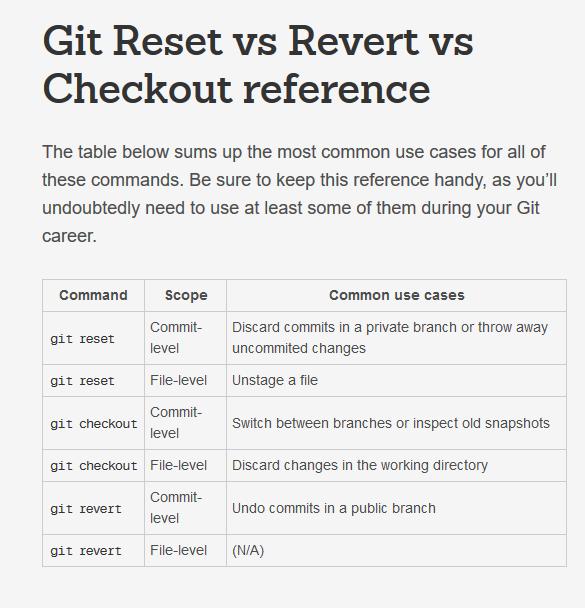 Git Reset vs Revert vs
Checkout reference
The table below sums up the most common use cases for all of
these commands. Be sure to keep this reference handy, as you’ll
undoubtedly need to use at least some of them during your Git
career.
Command Scope Common use cases
git reset Commit-level Discard commits in a private branch or throw away
uncommited changes
git reset File-level Unstage a file
git checkout Commit-level Switch between branches or inspect old snapshots
git checkout File-level Discard changes in the working directory
git revert Commit-level Undo commits in a public branch
git revert File-level (N/A)